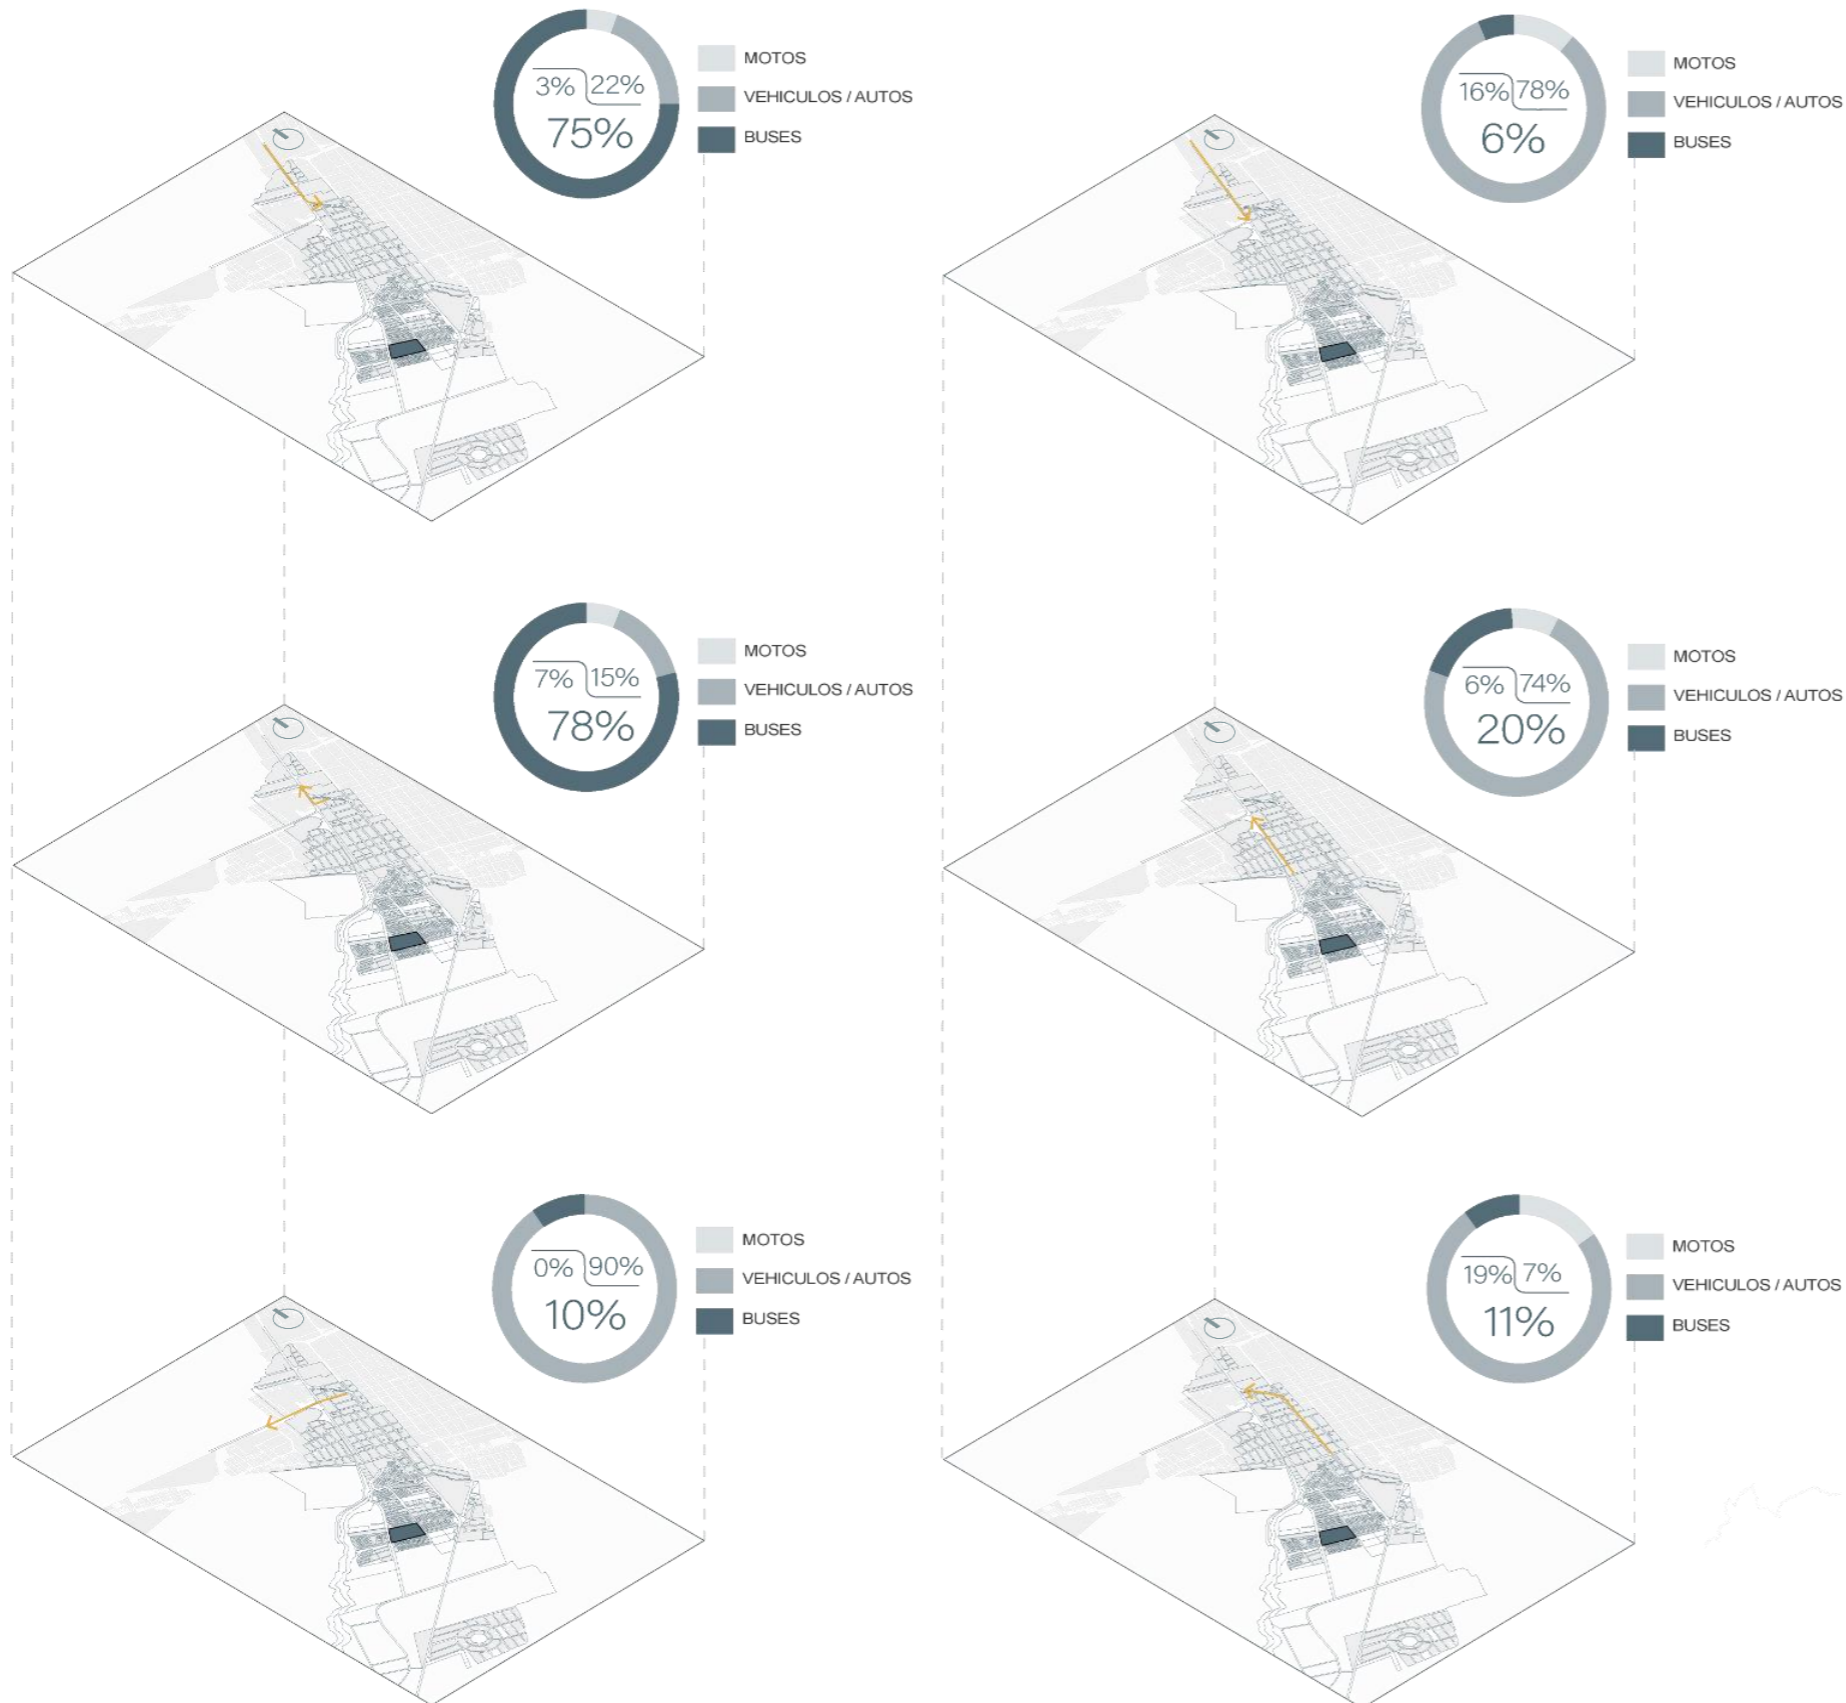 3% 22%
75%
MOTOS
VEHICULOS / AUTOS
BUSES
16% 78%
6%
MOTOS
VEHICULOS / AUTOS
BUSES
7% 15%
78%
MOTOS
VEHICULOS / AUTOS
BUSES
6% 74%
20%
MOTOS
VEHICULOS / AUTOS
BUSES
0% 90%
10%
MOTOS
VEHICULOS / AUTOS
BUSES
19% 7%
11%
MOTOS
VEHICULOS / AUTOS
BUSES